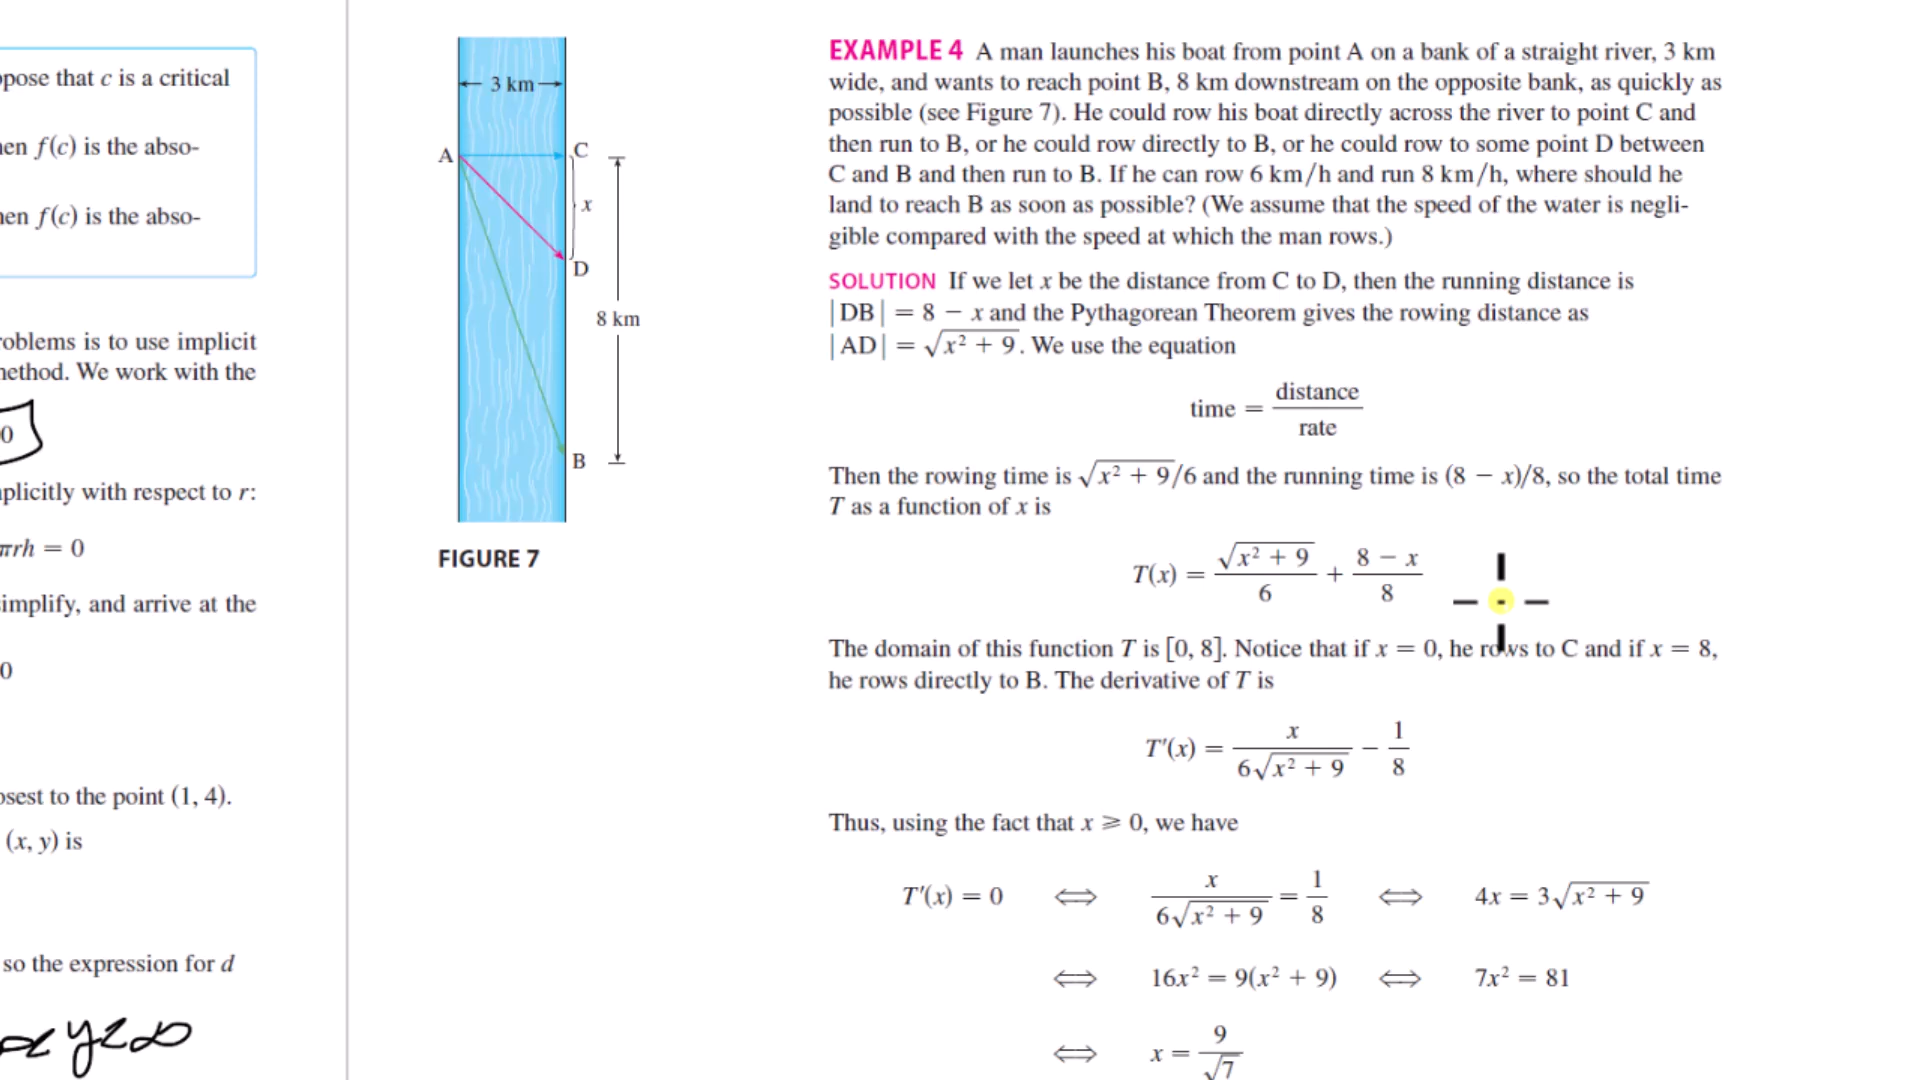 pose that c is a critical
en f(c) is the abso-
en f(c) is the abso-
oblems is to use implicit
ethod. We work with the
0
plicitly with respect to r:
πrh = 0
implify, and arrive at the
0
sest to the point (1, 4).
(x, y) is
so the expression for d
y<∞
3 km
A
C
x
D
8 km
B
FIGURE 7
EXAMPLE 4 A man launches his boat from point A on a bank of a straight river, 3 km
wide, and wants to reach point B, 8 km downstream on the opposite bank, as quickly as
possible (see Figure 7). He could row his boat directly across the river to point C and
then run to B, or he could row directly to B, or he could row to some point D between
C and B and then run to B. If he can row 6 km/h and run 8 km/h, where should he
land to reach B as soon as possible? (We assume that the speed of the water is negli-
gible compared with the speed at which the man rows.)
SOLUTION If we let x be the distance from C to D, then the running distance is
|DB| = 8 − x and the Pythagorean Theorem gives the rowing distance as
|AD| = √(x² + 9). We use the equation
time = distance / rate
Then the rowing time is √(x² + 9)/6 and the running time is (8 − x)/8, so the total time
T as a function of x is
T(x) = √(x² + 9) / 6 + (8 − x) / 8
The domain of this function T is [0, 8]. Notice that if x = 0, he rows to C and if x = 8,
he rows directly to B. The derivative of T is
T′(x) = x / (6√(x² + 9)) − 1/8
Thus, using the fact that x ⩾ 0, we have
T′(x) = 0 ⟺ x / (6√(x² + 9)) = 1/8 ⟺ 4x = 3√(x² + 9)
⟺ 16x² = 9(x² + 9) ⟺ 7x² = 81
⟺ x = 9/√7